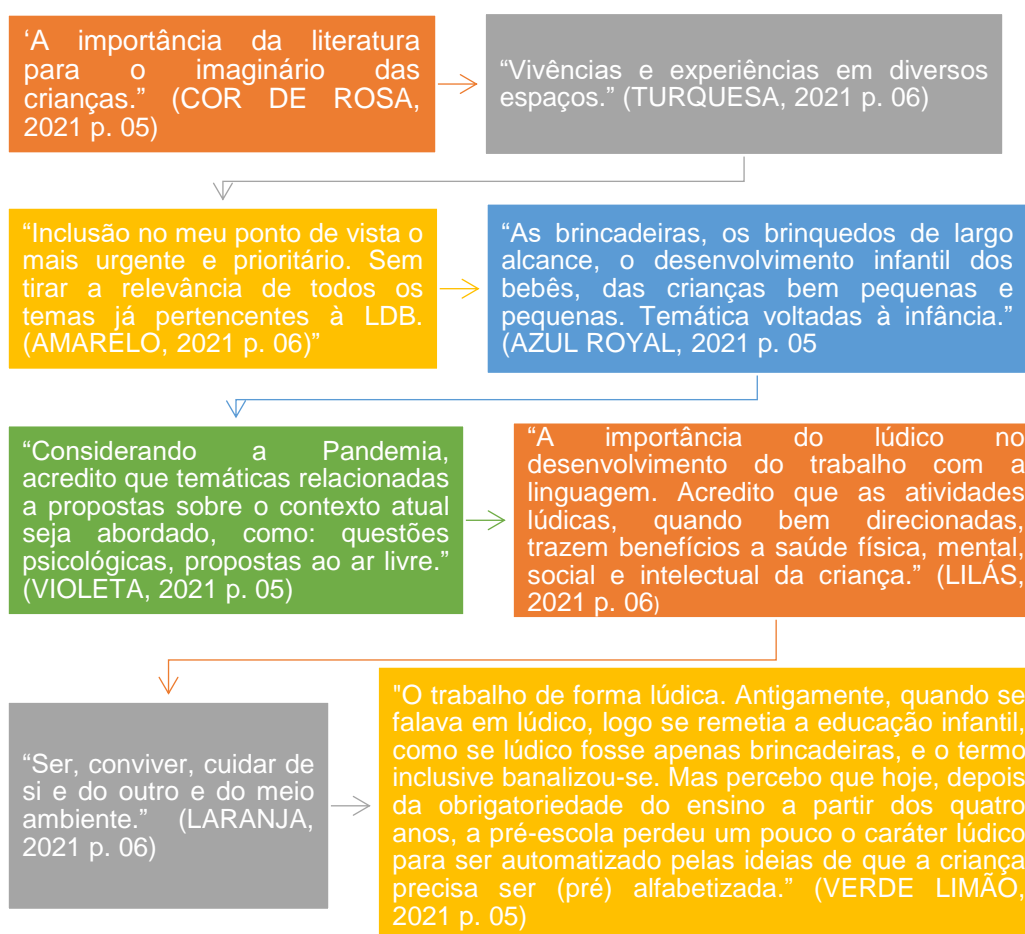 ‘A importância da literatura
para o imaginário das
crianças.” (COR DE ROSA,
2021 p. 05)
“Vivências e experiências em diversos
espaços.” (TURQUESA, 2021 p. 06)
“Inclusão no meu ponto de vista o
mais urgente e prioritário. Sem
tirar a relevância de todos os
temas já pertencentes à LDB.
(AMARELO, 2021 p. 06)”
“As brincadeiras, os brinquedos de largo
alcance, o desenvolvimento infantil dos
bebês, das crianças bem pequenas e
pequenas. Temática voltadas à infância.”
(AZUL ROYAL, 2021 p. 05
“Considerando a Pandemia,
acredito que temáticas relacionadas
a propostas sobre o contexto atual
seja abordado, como: questões
psicológicas, propostas ao ar livre.”
(VIOLETA, 2021 p. 05)
“A importância do lúdico no
desenvolvimento do trabalho com a
linguagem. Acredito que as atividades
lúdicas, quando bem direcionadas,
trazem benefícios a saúde física, mental,
social e intelectual da criança.” (LILÁS,
2021 p. 06)
“Ser, conviver, cuidar de
si e do outro e do meio
ambiente.” (LARANJA,
2021 p. 06)
"O trabalho de forma lúdica. Antigamente, quando se
falava em lúdico, logo se remetia a educação infantil,
como se lúdico fosse apenas brincadeiras, e o termo
inclusive banalizou-se. Mas percebo que hoje, depois
da obrigatoriedade do ensino a partir dos quatro
anos, a pré-escola perdeu um pouco o caráter lúdico
para ser automatizado pelas ideias de que a criança
precisa ser (pré) alfabetizada.” (VERDE LIMÃO,
2021 p. 05)